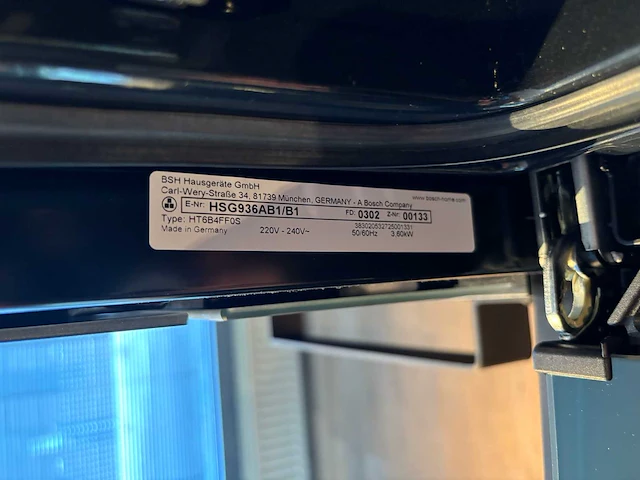 BSH Hausgeräte GmbH
Carl-Wery-Straße 34, 81739 München, GERMANY - A Bosch Company www.bosch-home.com
E-Nr: HSG936AB1/B1 FD: 0302 Z-Nr: 00133
Type: HT6B4FF0S 383020532725001331
Made in Germany 220V - 240V~ 50/60Hz 3,60kW